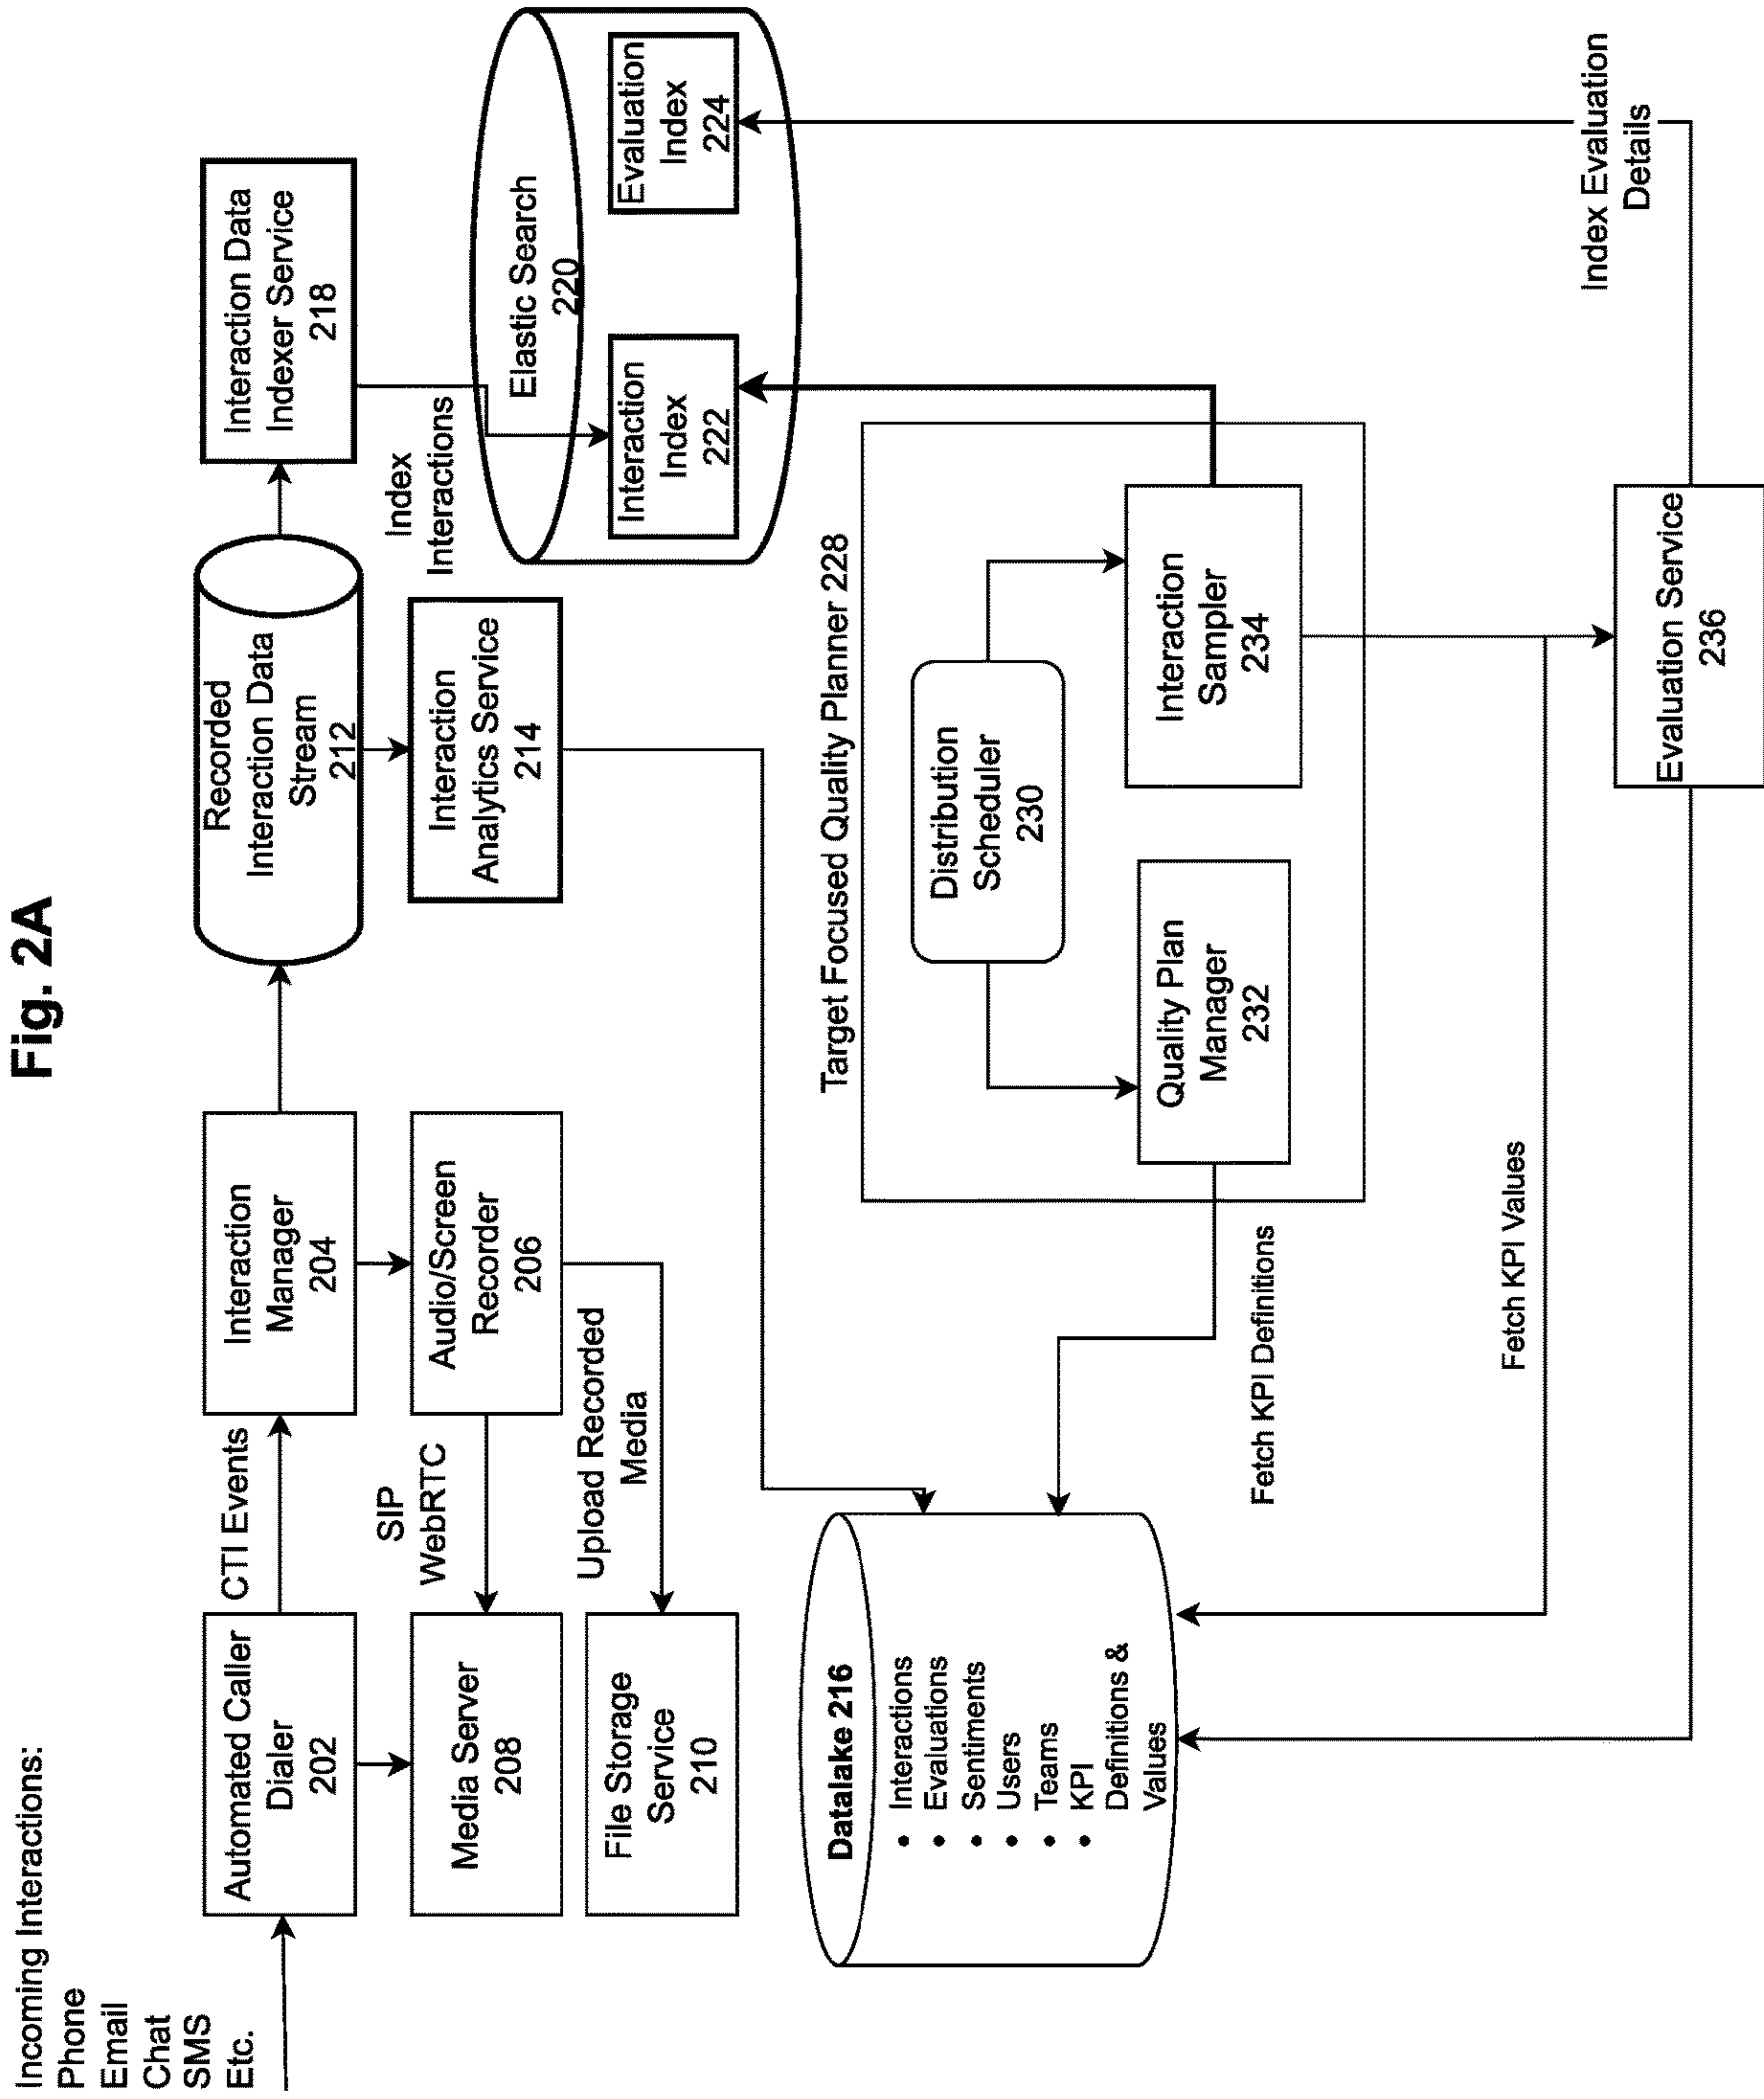 Fig. 2A
Incoming Interactions:
Phone
Email
Chat
SMS
Etc.
Automated Caller
Dialer
202
CTI Events
Interaction
Manager
204
Recorded
Interaction Data
Stream
212
Interaction Data
Indexer Service
218
Media Server
208
SIP
WebRTC
Audio/Screen
Recorder
206
Interaction
Analytics Service
214
Index
Interactions
File Storage
Service
210
Upload Recorded
Media
Elastic Search
220
Interaction
Index
222
Evaluation
Index
224
Datalake 216
• Interactions
• Evaluations
• Sentiments
• Users
• Teams
• KPI
Definitions &
Values
Target Focused Quality Planner 228
Distribution
Scheduler
230
Quality Plan
Manager
232
Interaction
Sampler
234
Fetch KPI Definitions
Fetch KPI Values
Evaluation Service
236
Index Evaluation
Details